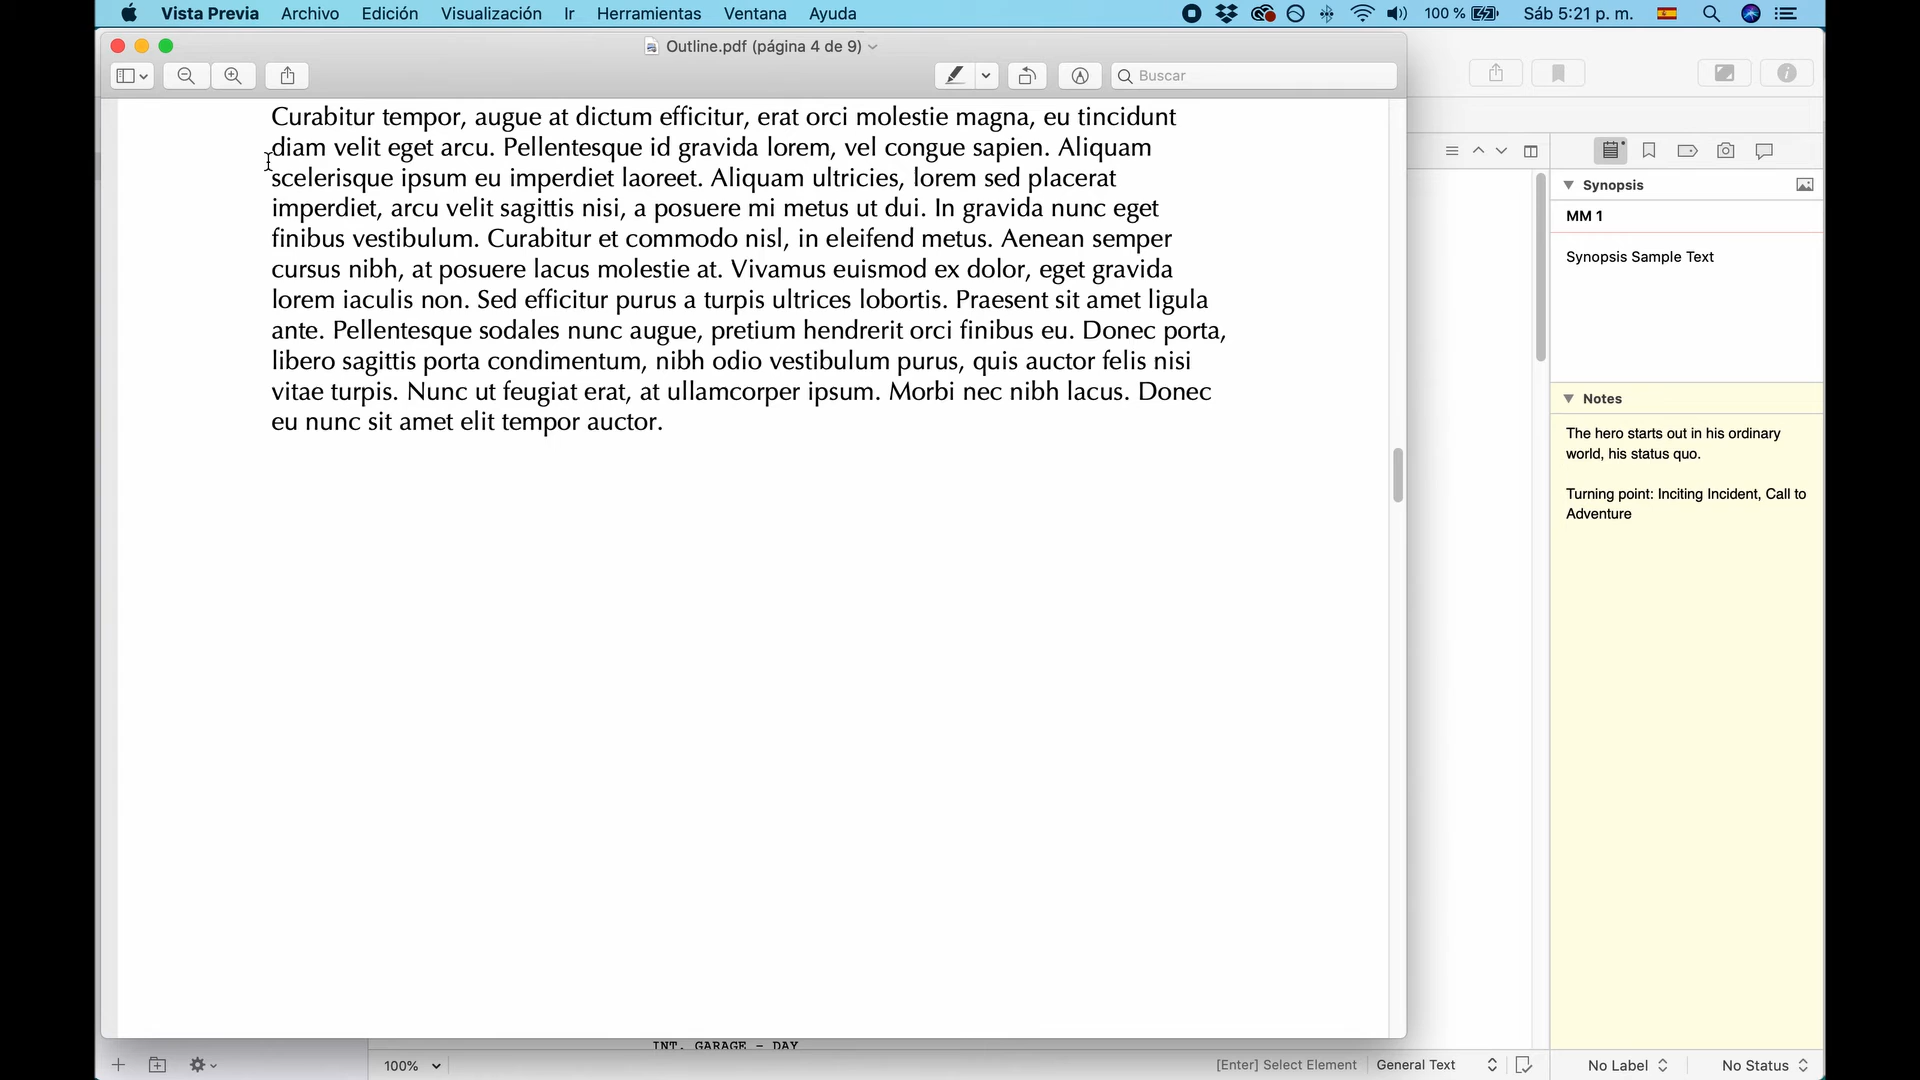 Vista Previa Archivo Edición Visualización Ir Herramientas Ventana Ayuda 100 % Sáb 5:21 p. m.
Outline.pdf (página 4 de 9)
Buscar
Curabitur tempor, augue at dictum efficitur, erat orci molestie magna, eu tincidunt
diam velit eget arcu. Pellentesque id gravida lorem, vel congue sapien. Aliquam
scelerisque ipsum eu imperdiet laoreet. Aliquam ultricies, lorem sed placerat
imperdiet, arcu velit sagittis nisi, a posuere mi metus ut dui. In gravida nunc eget
finibus vestibulum. Curabitur et commodo nisl, in eleifend metus. Aenean semper
cursus nibh, at posuere lacus molestie at. Vivamus euismod ex dolor, eget gravida
lorem iaculis non. Sed efficitur purus a turpis ultrices lobortis. Praesent sit amet ligula
ante. Pellentesque sodales nunc augue, pretium hendrerit orci finibus eu. Donec porta,
libero sagittis porta condimentum, nibh odio vestibulum purus, quis auctor felis nisi
vitae turpis. Nunc ut feugiat erat, at ullamcorper ipsum. Morbi nec nibh lacus. Donec
eu nunc sit amet elit tempor auctor.
Synopsis
MM 1
Synopsis Sample Text
Notes
The hero starts out in his ordinary
world, his status quo.
Turning point: Inciting Incident, Call to
Adventure
INT. GARAGE - DAY
100% [Enter] Select Element General Text No Label No Status